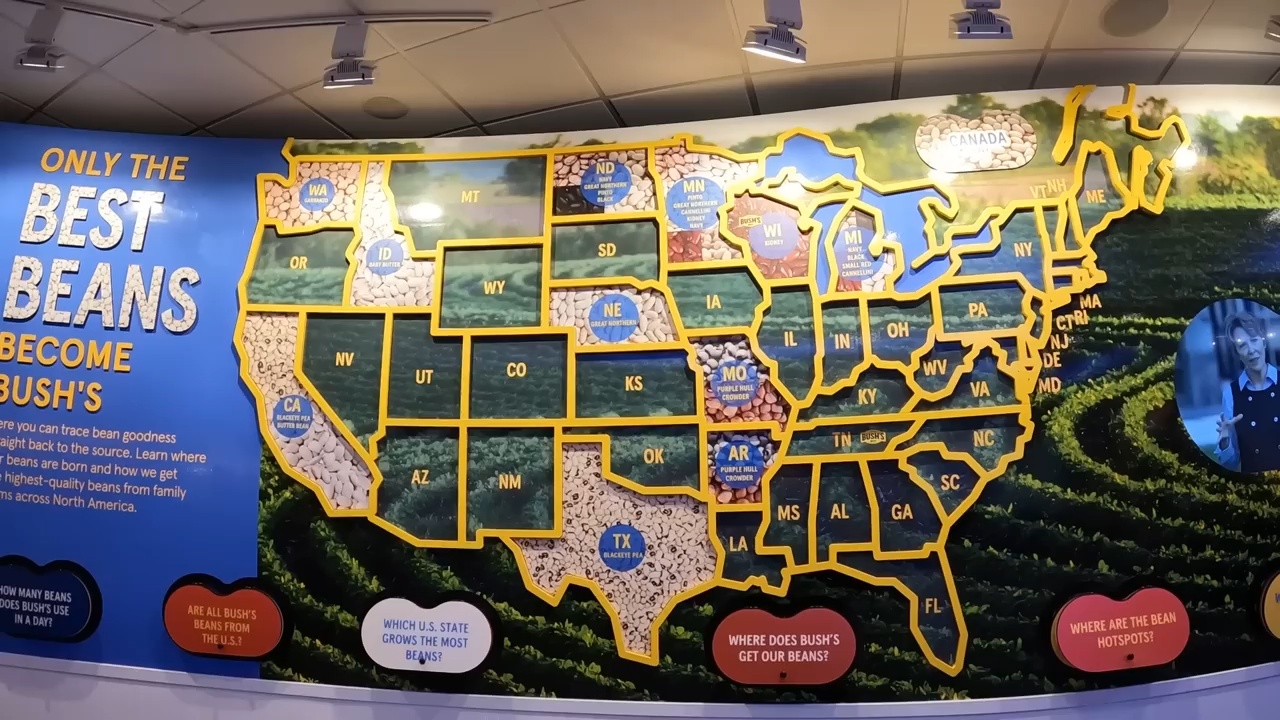 ONLY THE
BEST
BEANS
BECOME
BUSH'S
ere you can trace bean goodness
aight back to the source. Learn where
r beans are born and how we get
e highest-quality beans from family
ms across North America.
HOW MANY BEANS
DOES BUSH'S USE
IN A DAY?
ARE ALL BUSH'S
BEANS FROM
THE U.S.?
WHICH U.S. STATE
GROWS THE MOST
BEANS?
WHERE DOES BUSH'S
GET OUR BEANS?
WHERE ARE THE BEAN
HOTSPOTS?
CANADA
WA
GARBANZO
MT
ND
NAVY
GREAT NORTHERN
PINTO
BLACK
MN
PINTO
GREAT NORTHERN
CANNELLINI
KIDNEY
NAVY
BUSH'S
WI
KIDNEY
MI
NAVY
BLACK
SMALL RED
CANNELLINI
VT
NH
ME
OR
ID
BABY BUTTER
WY
SD
NY
IA
NE
GREAT NORTHERN
PA
MA
RI
CT
NJ
DE
MD
NV
UT
CO
KS
MO
PURPLE HULL
CROWDER
IL
IN
OH
WV
VA
KY
CA
BLACKEYE PEA
BUTTER BEAN
AZ
NM
OK
AR
PURPLE HULL
CROWDER
TN
BUSH'S
NC
SC
TX
BLACKEYE PEA
LA
MS
AL
GA
FL